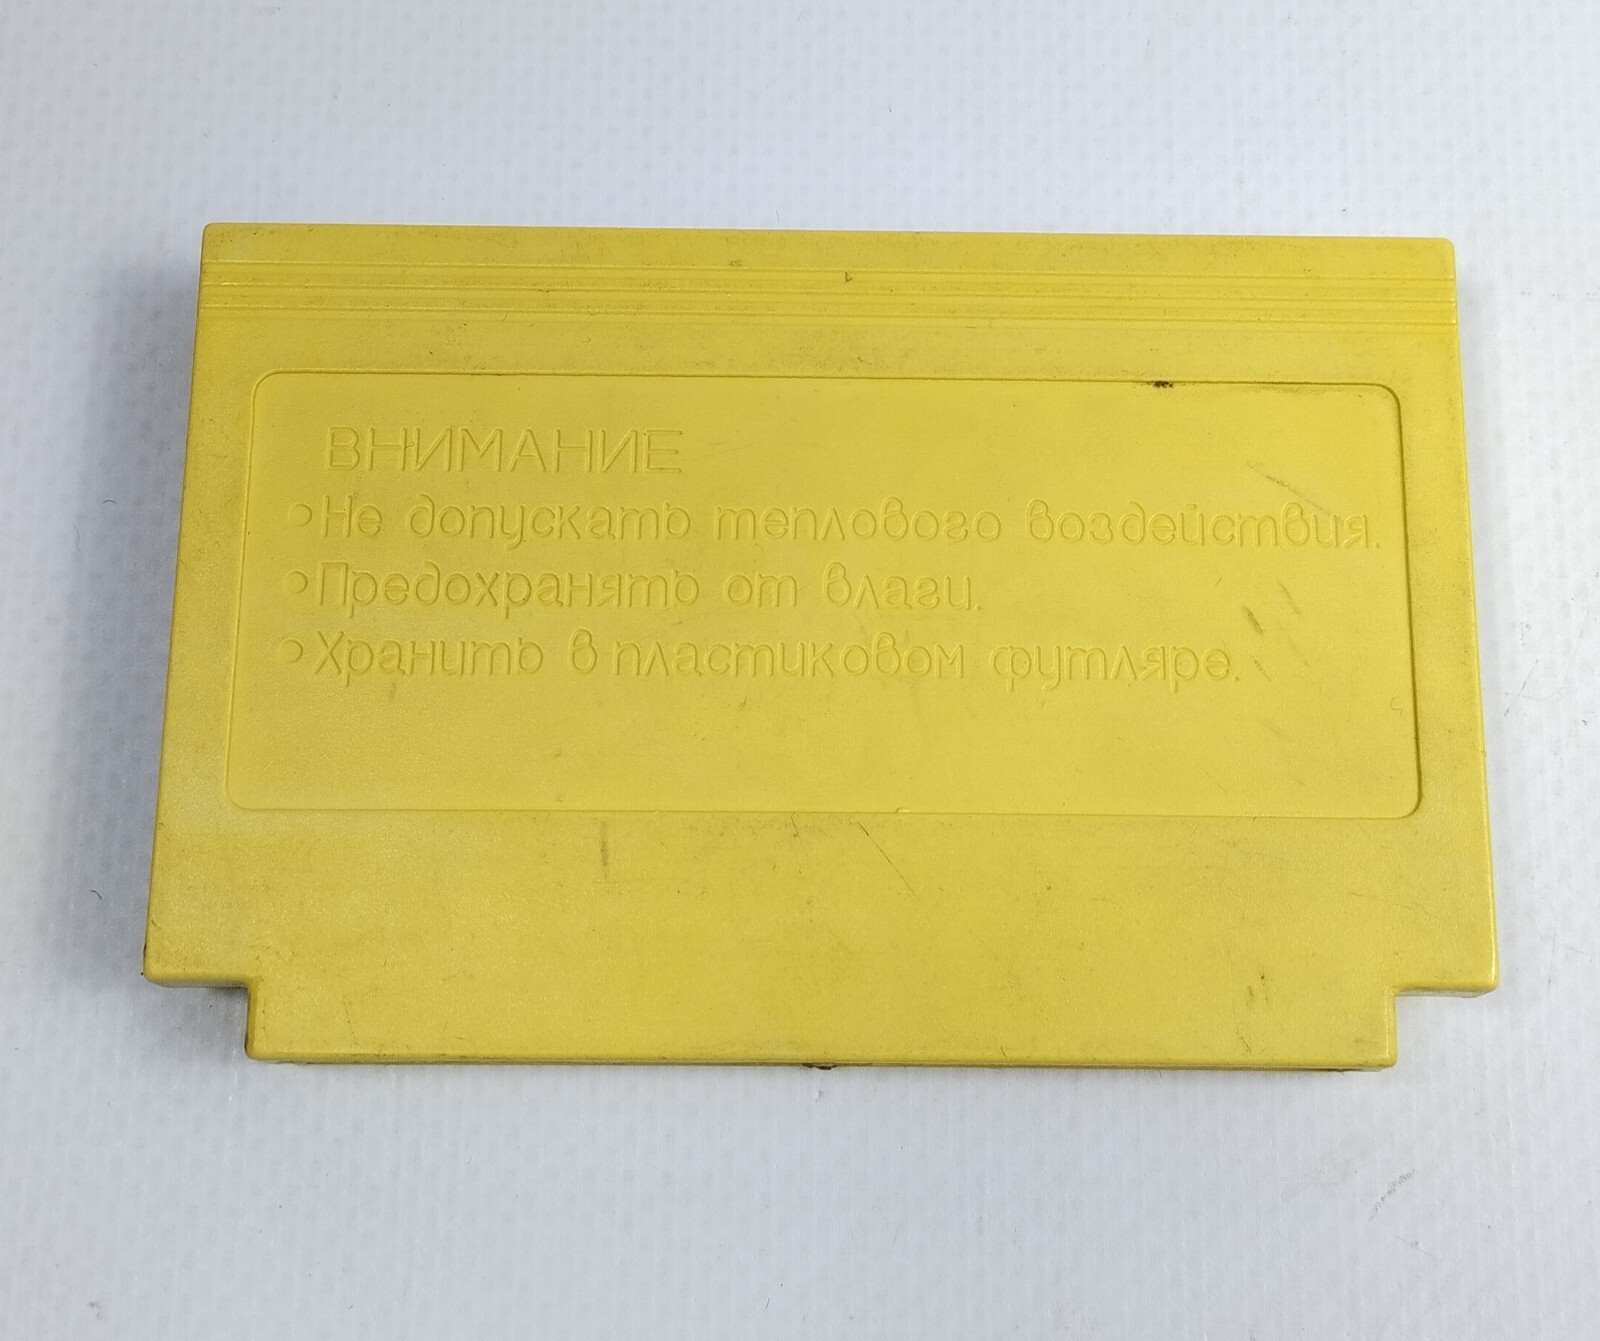 ВНИМАНИЕ
•Не допускать теплового воздействия.
•Предохранять от влаги.
•Хранить в пластиковом футляре.